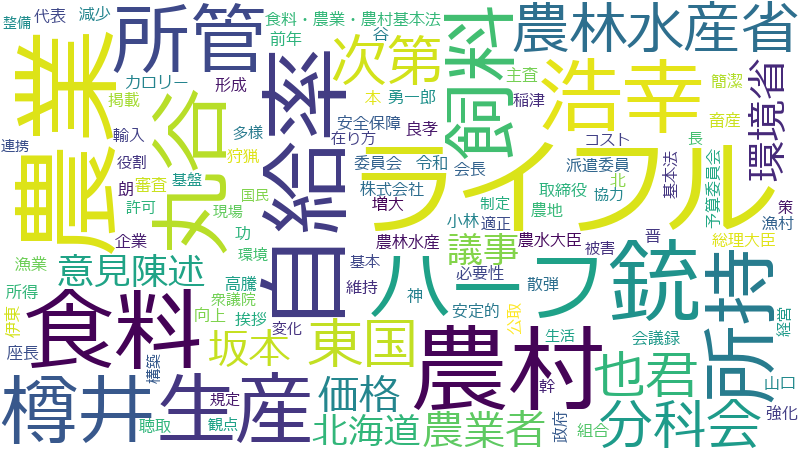 整備 代表 減少 所管 食料・農業・農村基本法 農林水産省
前年 谷 次第 飼料
農業 カロリー 形成 主査 浩幸 簡潔 環境省
掲載 九谷 自給率 本 勇一郎 稲津 畜産
連携 輸入 多様 安全保障 良孝 ライフル コスト 長
役割 狩猟 在り方 委員会 令和 会長 派遣委員 基本法 予算委員会
朗 審査 基盤 国民 株式会社 取締役 協力 北 策
許可 現場 増大 ハーフ 小林 適正 制定 農地 銃 所持 漁村
企業 功 農林水産 議事 農水大臣 被害 晋 総理大臣
漁業 意見陳述 環境 基本 必要性 散弾
所得 高騰 衆議院 維持 神 安定的 公取 経営
伊東 食料 向上 挨拶 変化 東国 農村 生活 会議録
座長 構築 坂本 幹 也君 山口
樽井 生産 規定 価格 政府 組合 分科会 強化
聴取 観点 北海道 農業者